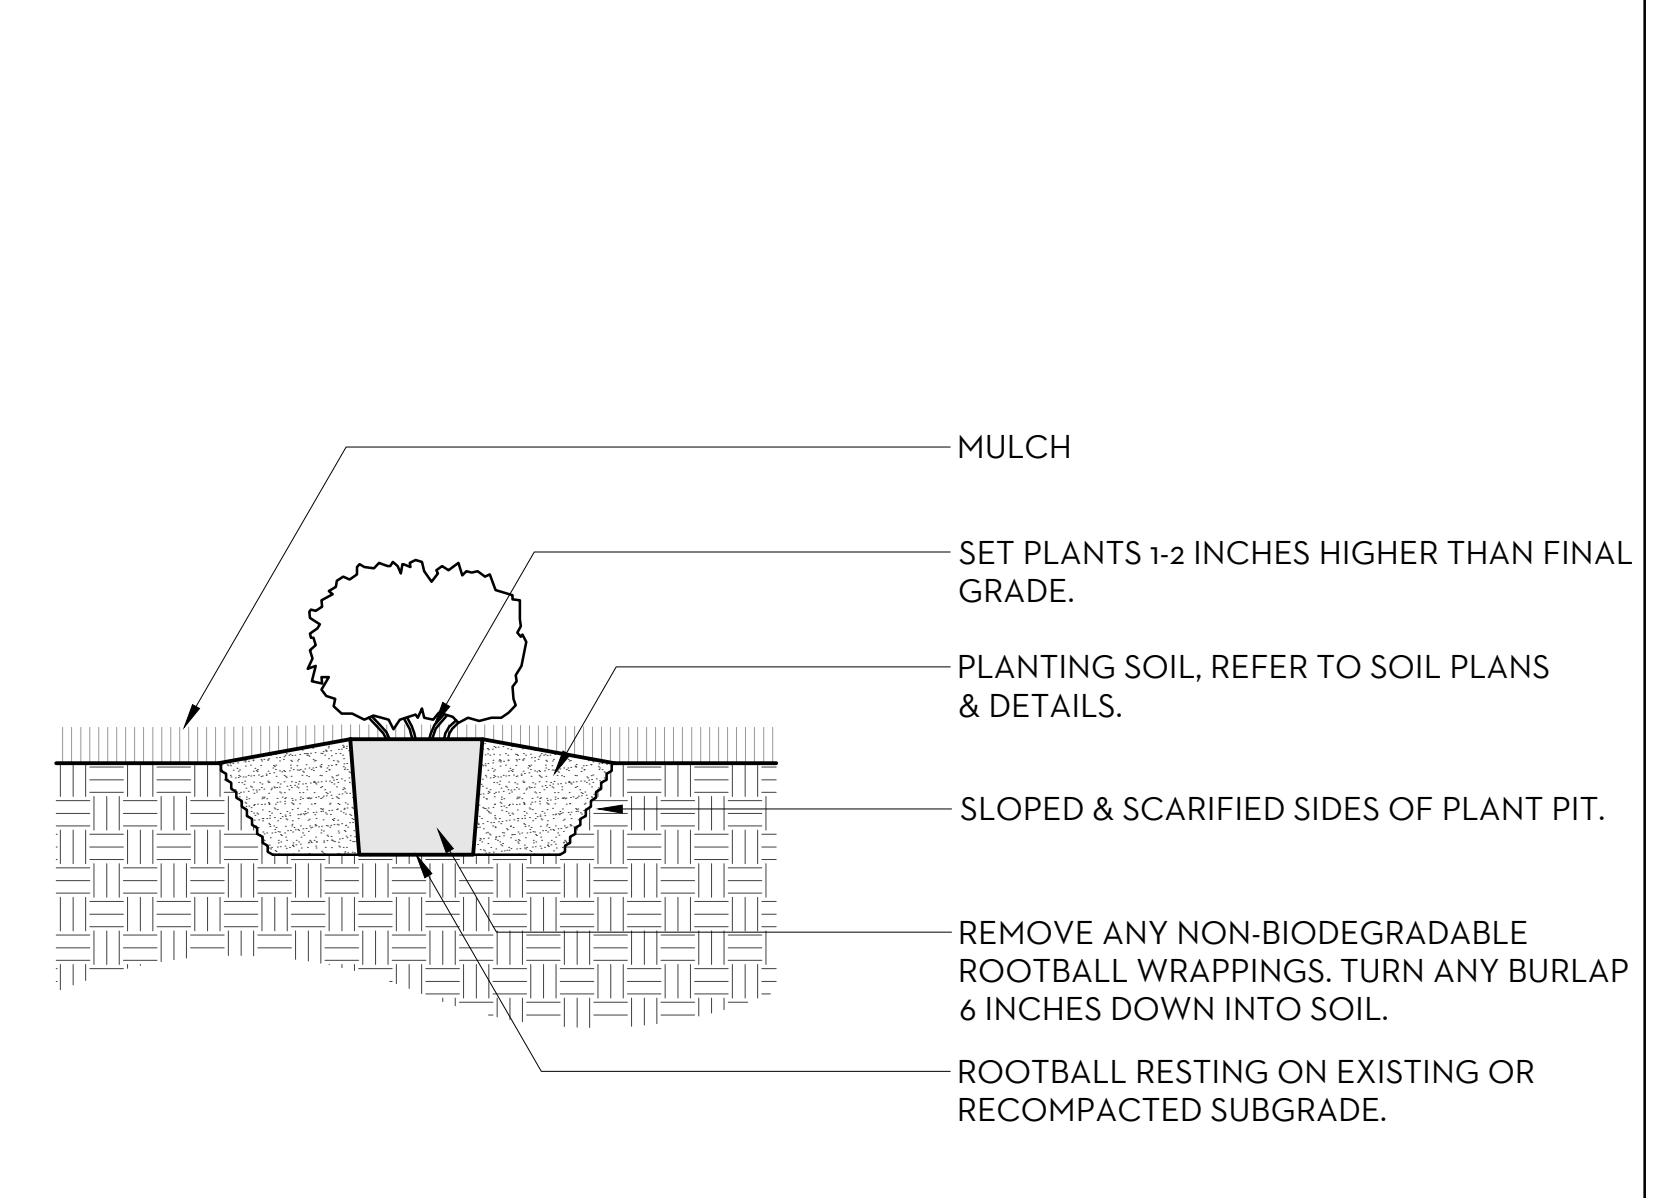 MULCH
SET PLANTS 1-2 INCHES HIGHER THAN FINAL
GRADE.
PLANTING SOIL, REFER TO SOIL PLANS
& DETAILS.
SLOPED & SCARIFIED SIDES OF PLANT PIT.
REMOVE ANY NON-BIODEGRADABLE
ROOTBALL WRAPPINGS. TURN ANY BURLAP
6 INCHES DOWN INTO SOIL.
ROOTBALL RESTING ON EXISTING OR
RECOMPACTED SUBGRADE.